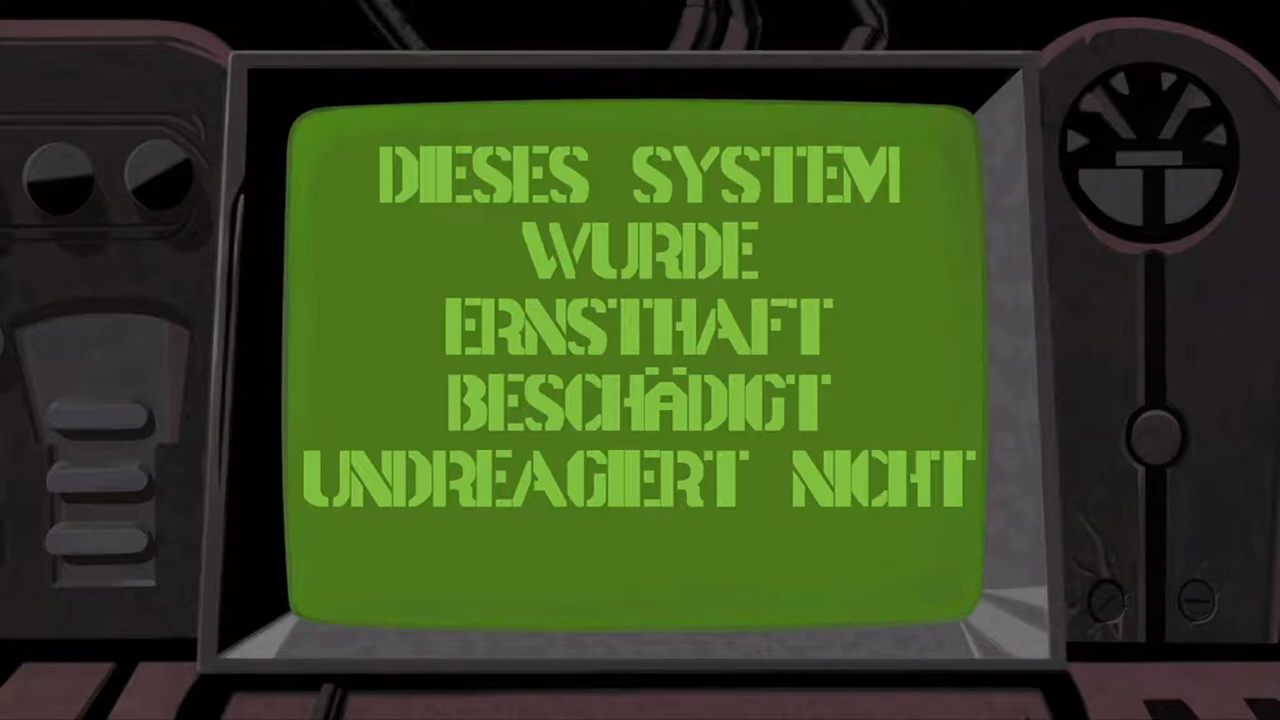 DIESES SYSTEM
WURDE
ERNSTHAFT
BESCHÄDIGT
UNDREAGIERT NICHT